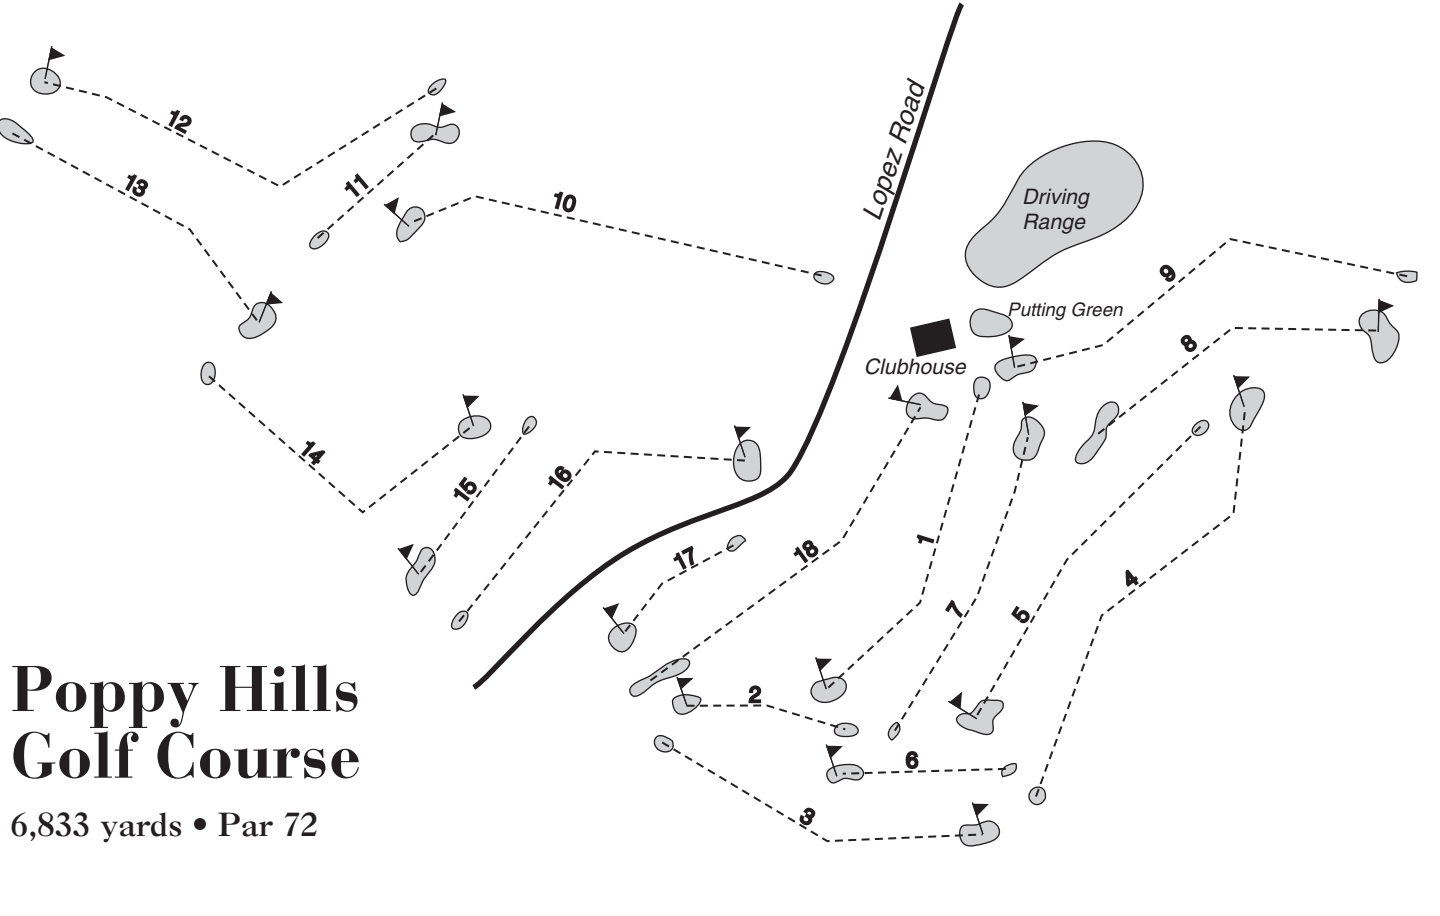 Lopez Road
Driving
Range
Putting Green
Clubhouse
12
13
11
10
9
8
14
15
16
17
18
1
7
5
4
2
6
3
Poppy Hills
Golf Course
6,833 yards • Par 72